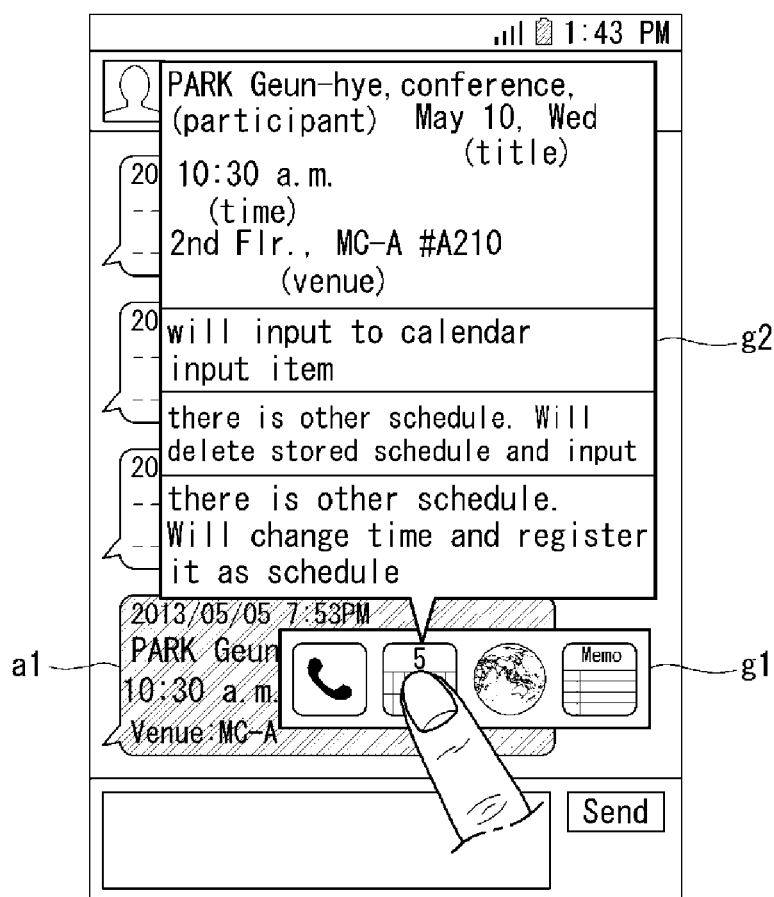 1:43 PM
PARK Geun-hye, conference,
(participant) May 10, Wed
(title)
20
10:30 a.m.
(time)
2nd Flr., MC-A #A210
(venue)
20
will input to calendar
input item
g2
there is other schedule. Will
delete stored schedule and input
20
there is other schedule.
Will change time and register
it as schedule
2013/05/05 7:53PM
PARK Geun
5
Memo
a1
g1
10:30 a.m.
Venue:MC-A
Send